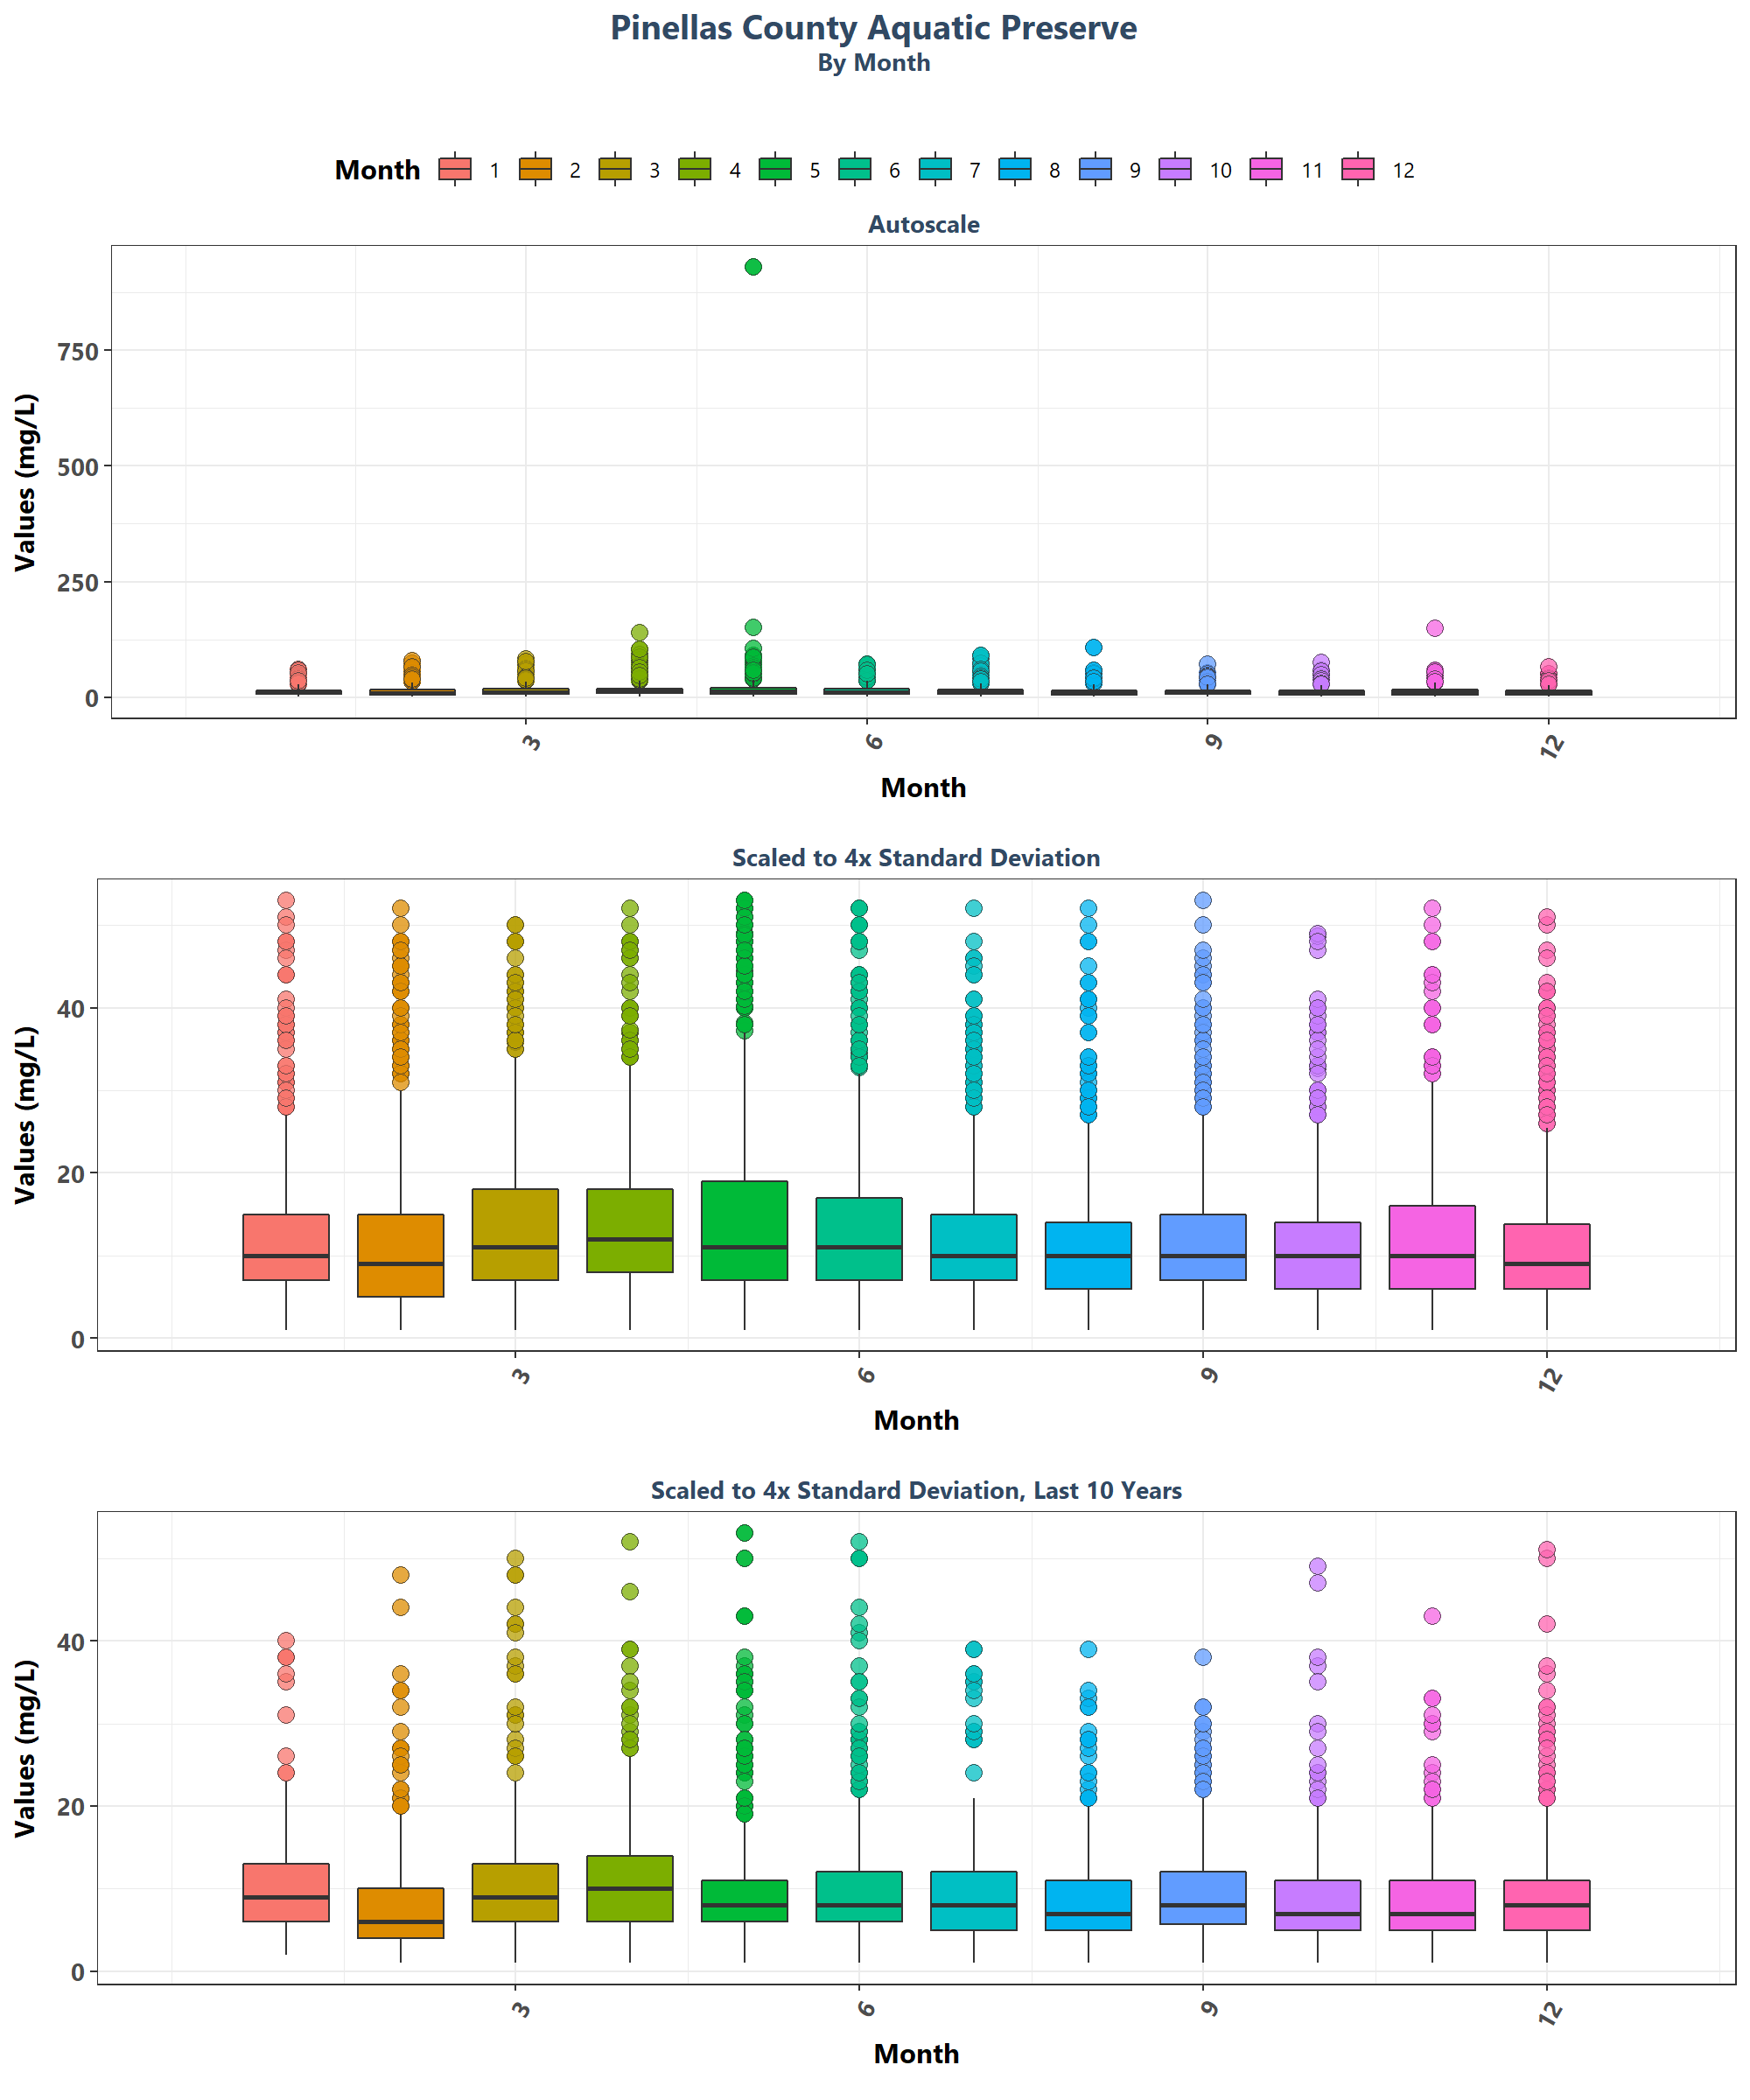 Pinellas County Aquatic Preserve
By Month
Month 1 2 3 4 5 6 7 8 9 10 11 12
Autoscale
Values (mg/L)
750
500
250
0
3 6 9 12
Month
Scaled to 4x Standard Deviation
Values (mg/L)
40
20
0
3 6 9 12
Month
Scaled to 4x Standard Deviation, Last 10 Years
Values (mg/L)
40
20
0
3 6 9 12
Month